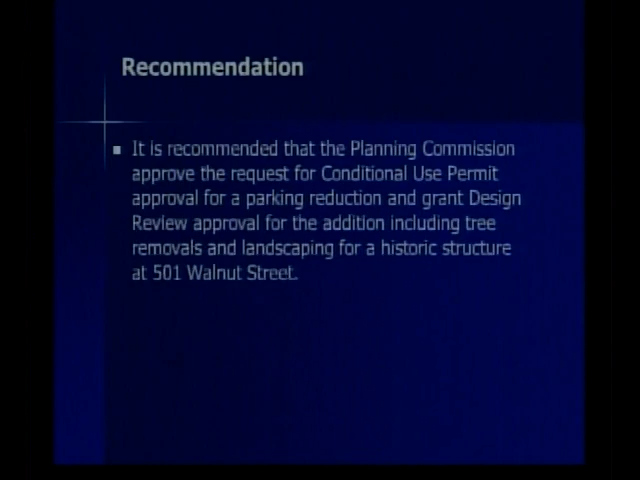 Recommendation
It is recommended that the Planning Commission
approve the request for Conditional Use Permit
approval for a parking reduction and grant Design
Review approval for the addition including tree
removals and landscaping for a historic structure
at 501 Walnut Street.